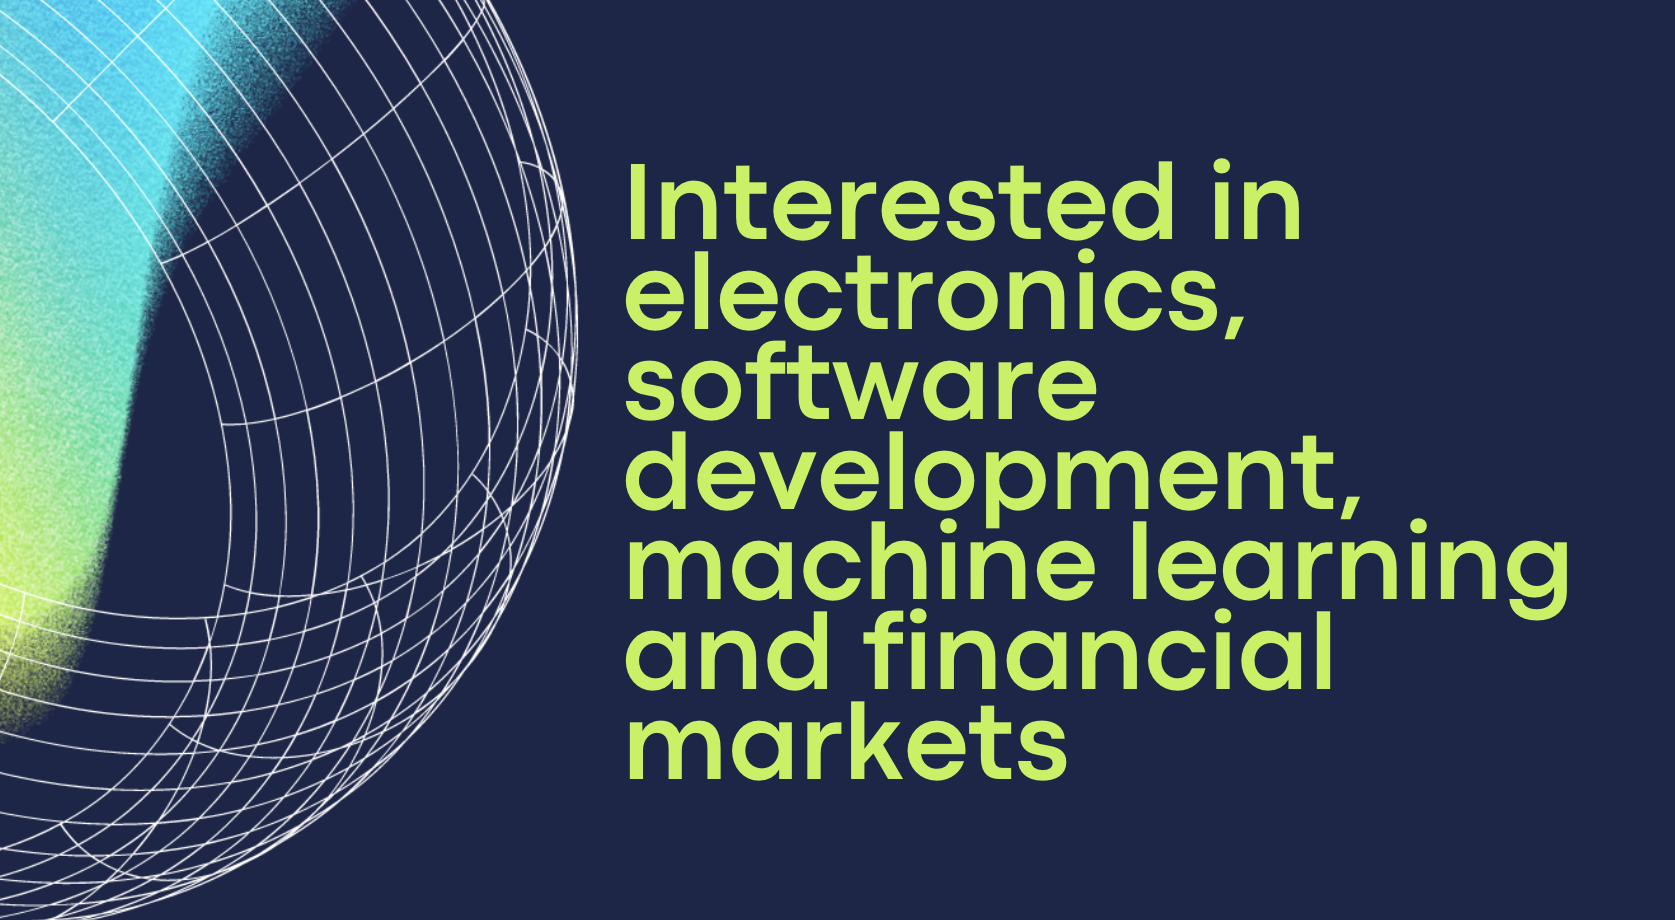 Interested in
electronics,
software
development,
machine learning
and financial
markets